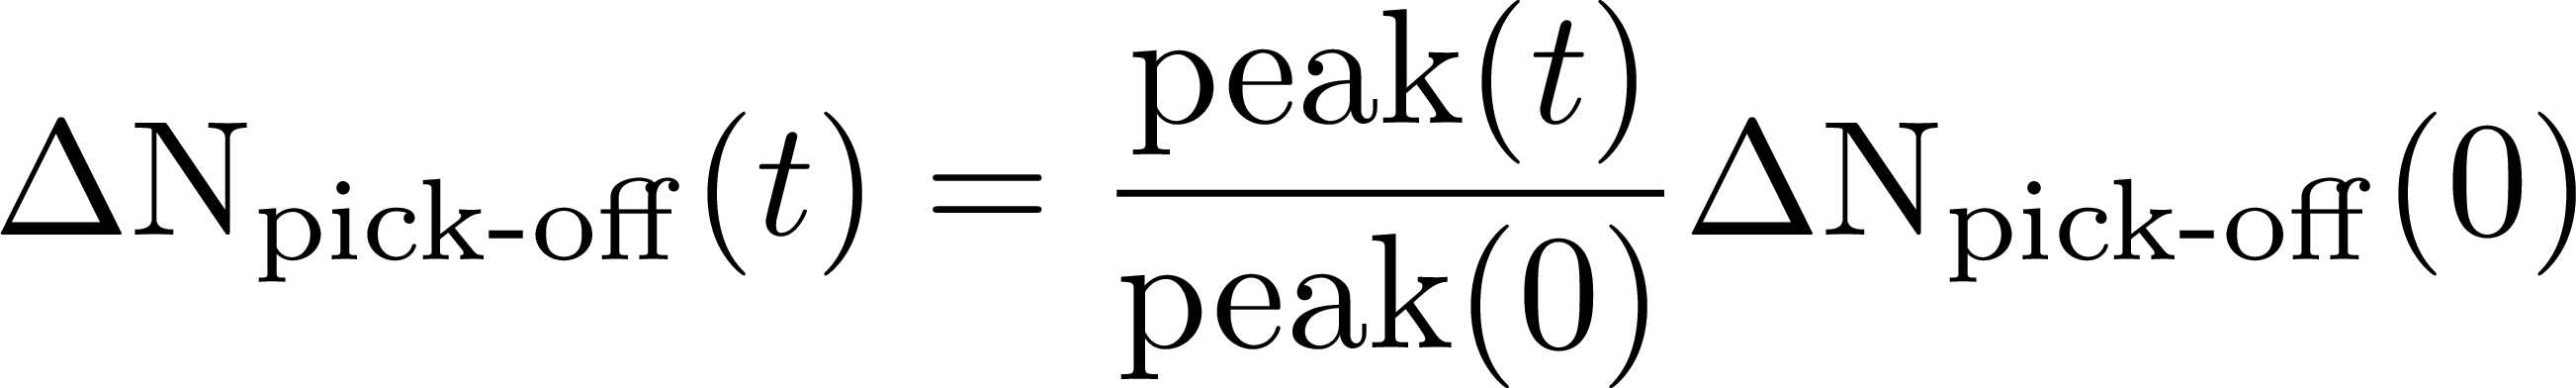 ΔN_pick-off(t) = peak(t)/peak(0) ΔN_pick-off(0)